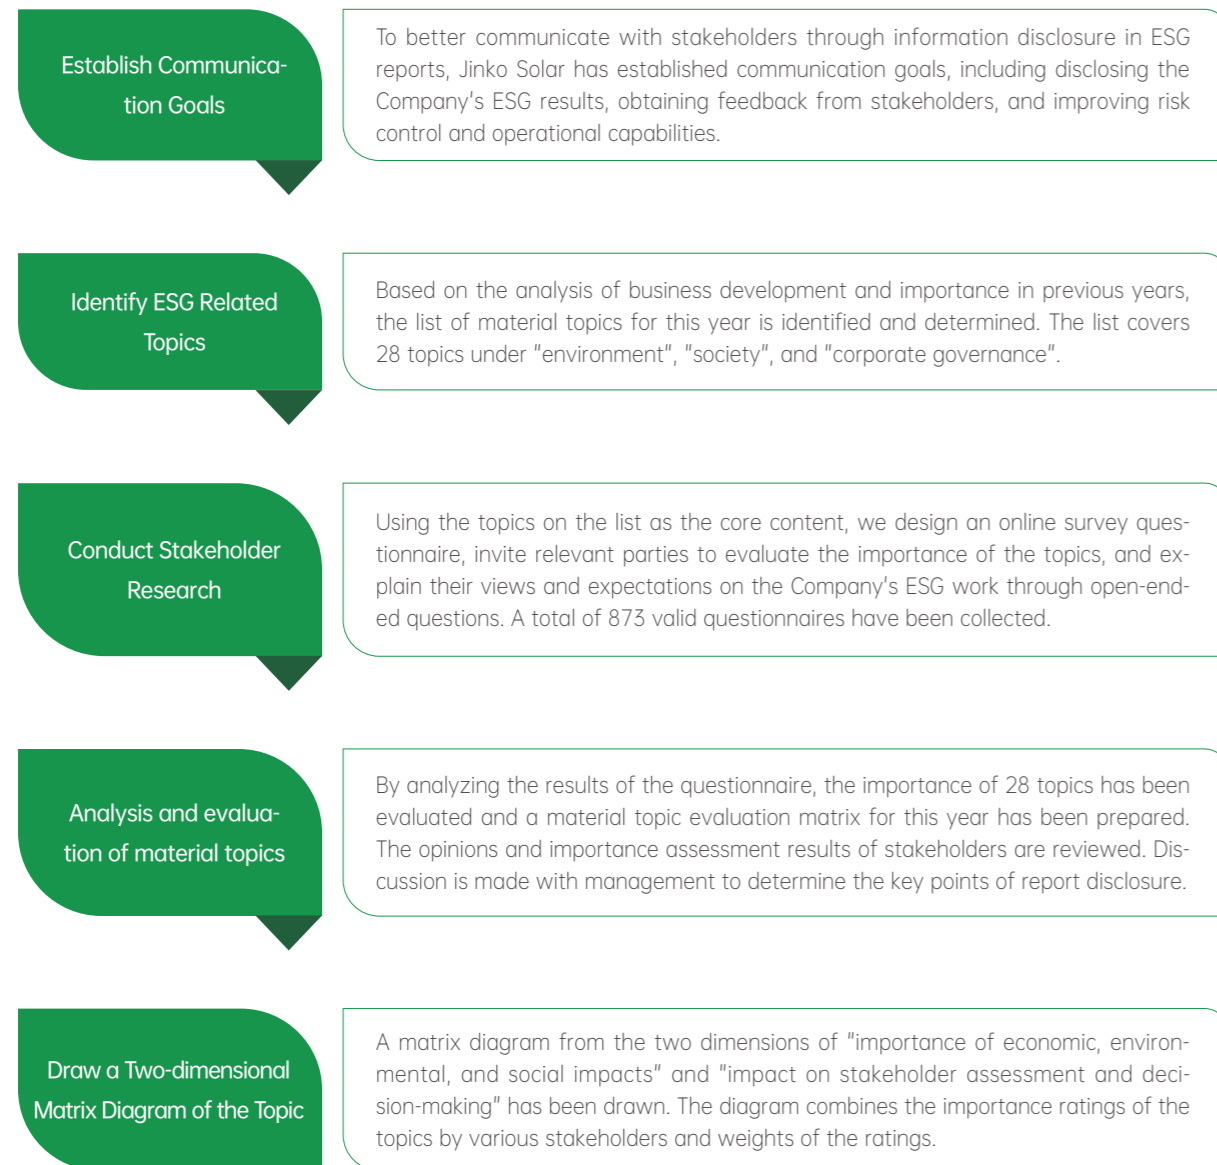 Establish Communica-
tion Goals
To better communicate with stakeholders through information disclosure in ESG
reports, Jinko Solar has established communication goals, including disclosing the
Company's ESG results, obtaining feedback from stakeholders, and improving risk
control and operational capabilities.
Identify ESG Related
Topics
Based on the analysis of business development and importance in previous years,
the list of material topics for this year is identified and determined. The list covers
28 topics under "environment", "society", and "corporate governance".
Conduct Stakeholder
Research
Using the topics on the list as the core content, we design an online survey ques-
tionnaire, invite relevant parties to evaluate the importance of the topics, and ex-
plain their views and expectations on the Company's ESG work through open-end-
ed questions. A total of 873 valid questionnaires have been collected.
Analysis and evalua-
tion of material topics
By analyzing the results of the questionnaire, the importance of 28 topics has been
evaluated and a material topic evaluation matrix for this year has been prepared.
The opinions and importance assessment results of stakeholders are reviewed. Dis-
cussion is made with management to determine the key points of report disclosure.
Draw a Two-dimensional
Matrix Diagram of the Topic
A matrix diagram from the two dimensions of "importance of economic, environ-
mental, and social impacts" and "impact on stakeholder assessment and deci-
sion-making" has been drawn. The diagram combines the importance ratings of the
topics by various stakeholders and weights of the ratings.